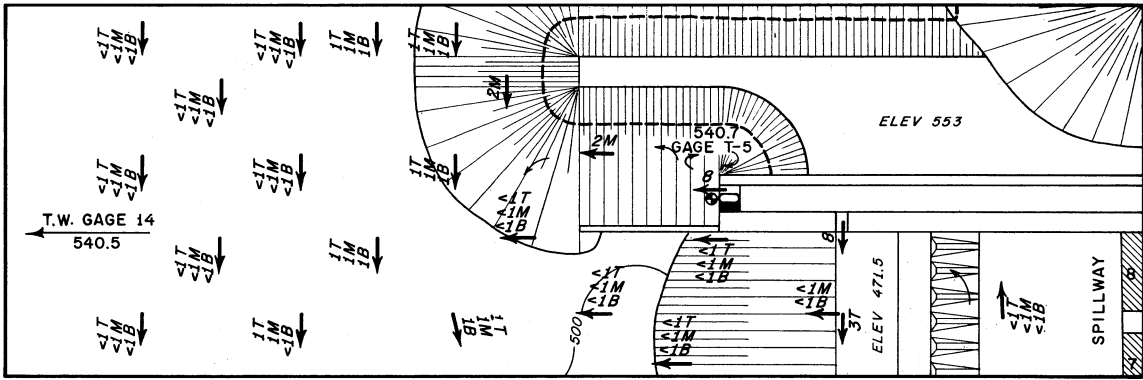 <1T
<1M
<1B
<1T
<1M
<1B
1T
1M
1B
1T
1M
1B
2M
<1T
<1M
<1B
540.7
GAGE T-5
ELEV 553
2M
8
<1T
<1M
<1B
<1T
<1M
<1B
1T
1M
1B
<1T
<1M
<1B
T.W. GAGE 14
540.5
<1T
<1M
<1B
1T
1M
1B
<1T
<1M
<1B
<1T
<1M
<1B
8
<1M
<1B
3T
ELEV 471.5
<1T
<1M
<1B
SPILLWAY
8
7
<1T
<1M
<1B
1T
1M
<1B
1T
1M
1B
500
<1T
<1M
<1B